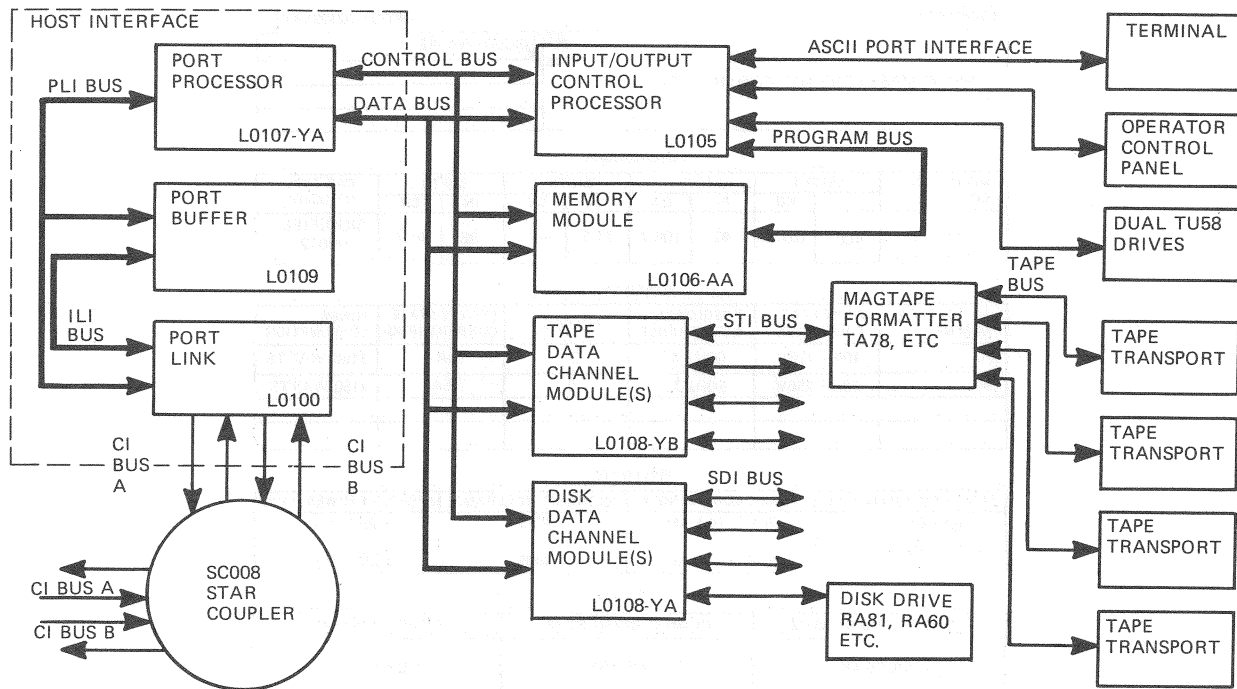 HOST INTERFACE
PORT
PROCESSOR
L0107-YA
PLI BUS
PORT
BUFFER
L0109
ILI
BUS
PORT
LINK
L0100
CI
BUS
A
CI
BUS
B
SC008
STAR
COUPLER
CI BUS A
CI BUS B
CONTROL BUS
DATA BUS
INPUT/OUTPUT
CONTROL
PROCESSOR
L0105
MEMORY
MODULE
L0106-AA
TAPE
DATA
CHANNEL
MODULE(S)
L0108-YB
DISK
DATA
CHANNEL
MODULE(S)
L0108-YA
ASCII PORT INTERFACE
PROGRAM BUS
STI BUS
SDI BUS
MAGTAPE
FORMATTER
TA78, ETC
DISK DRIVE
RA81, RA60
ETC.
TAPE
BUS
TERMINAL
OPERATOR
CONTROL
PANEL
DUAL TU58
DRIVES
TAPE
TRANSPORT
TAPE
TRANSPORT
TAPE
TRANSPORT
TAPE
TRANSPORT